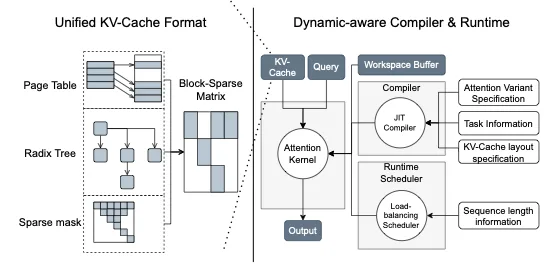 Unified KV-Cache Format
Page Table
Radix Tree
Sparse mask
Block-Sparse
Matrix
Dynamic-aware Compiler & Runtime
KV-
Cache
Query
Workspace Buffer
Attention
Kernel
Output
Compiler
JIT
Compiler
Runtime
Scheduler
Load-
balancing
Scheduler
Attention Variant
Specification
Task Information
KV-Cache layout
specification
Sequence length
information